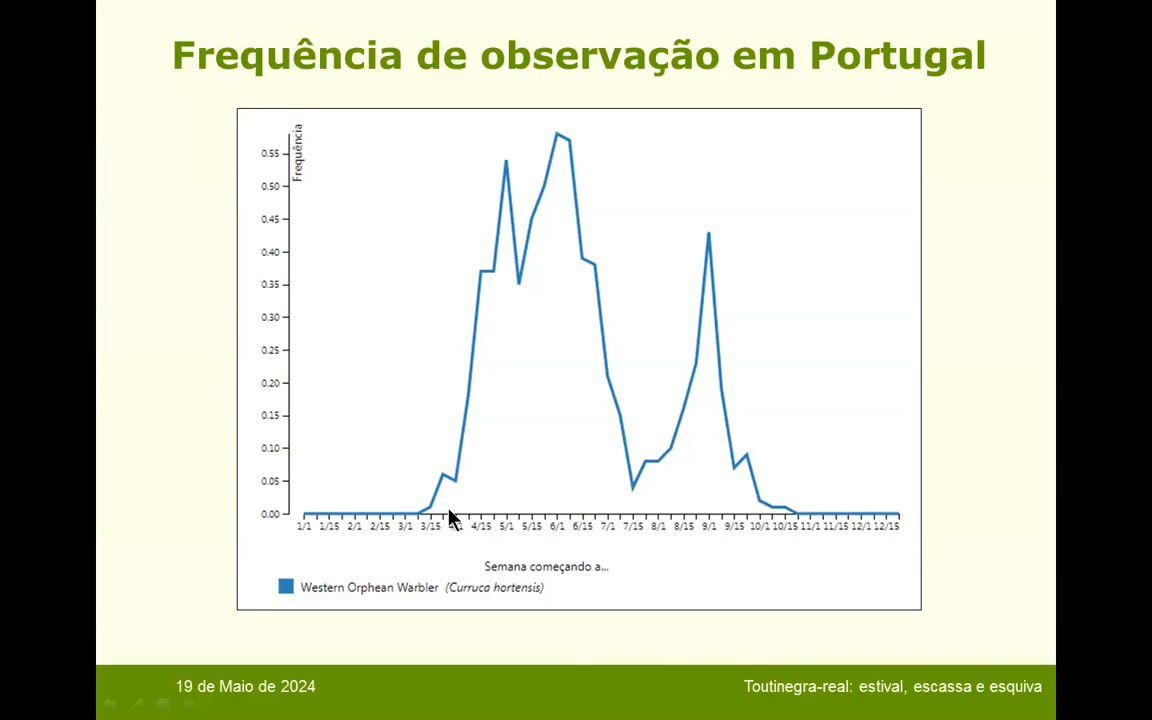 Frequência de observação em Portugal
Frequência
0.55
0.50
0.45
0.40
0.35
0.30
0.25
0.20
0.15
0.10
0.05
0.00
1/1 1/15 2/1 2/15 3/1 3/15 4/15 5/1 5/15 6/1 6/15 7/1 7/15 8/1 8/15 9/1 9/15 10/1 10/15 11/1 11/15 12/1 12/15
Semana começando a...
Western Orphean Warbler (Curruca hortensis)
19 de Maio de 2024
Toutinegra-real: estival, escassa e esquiva